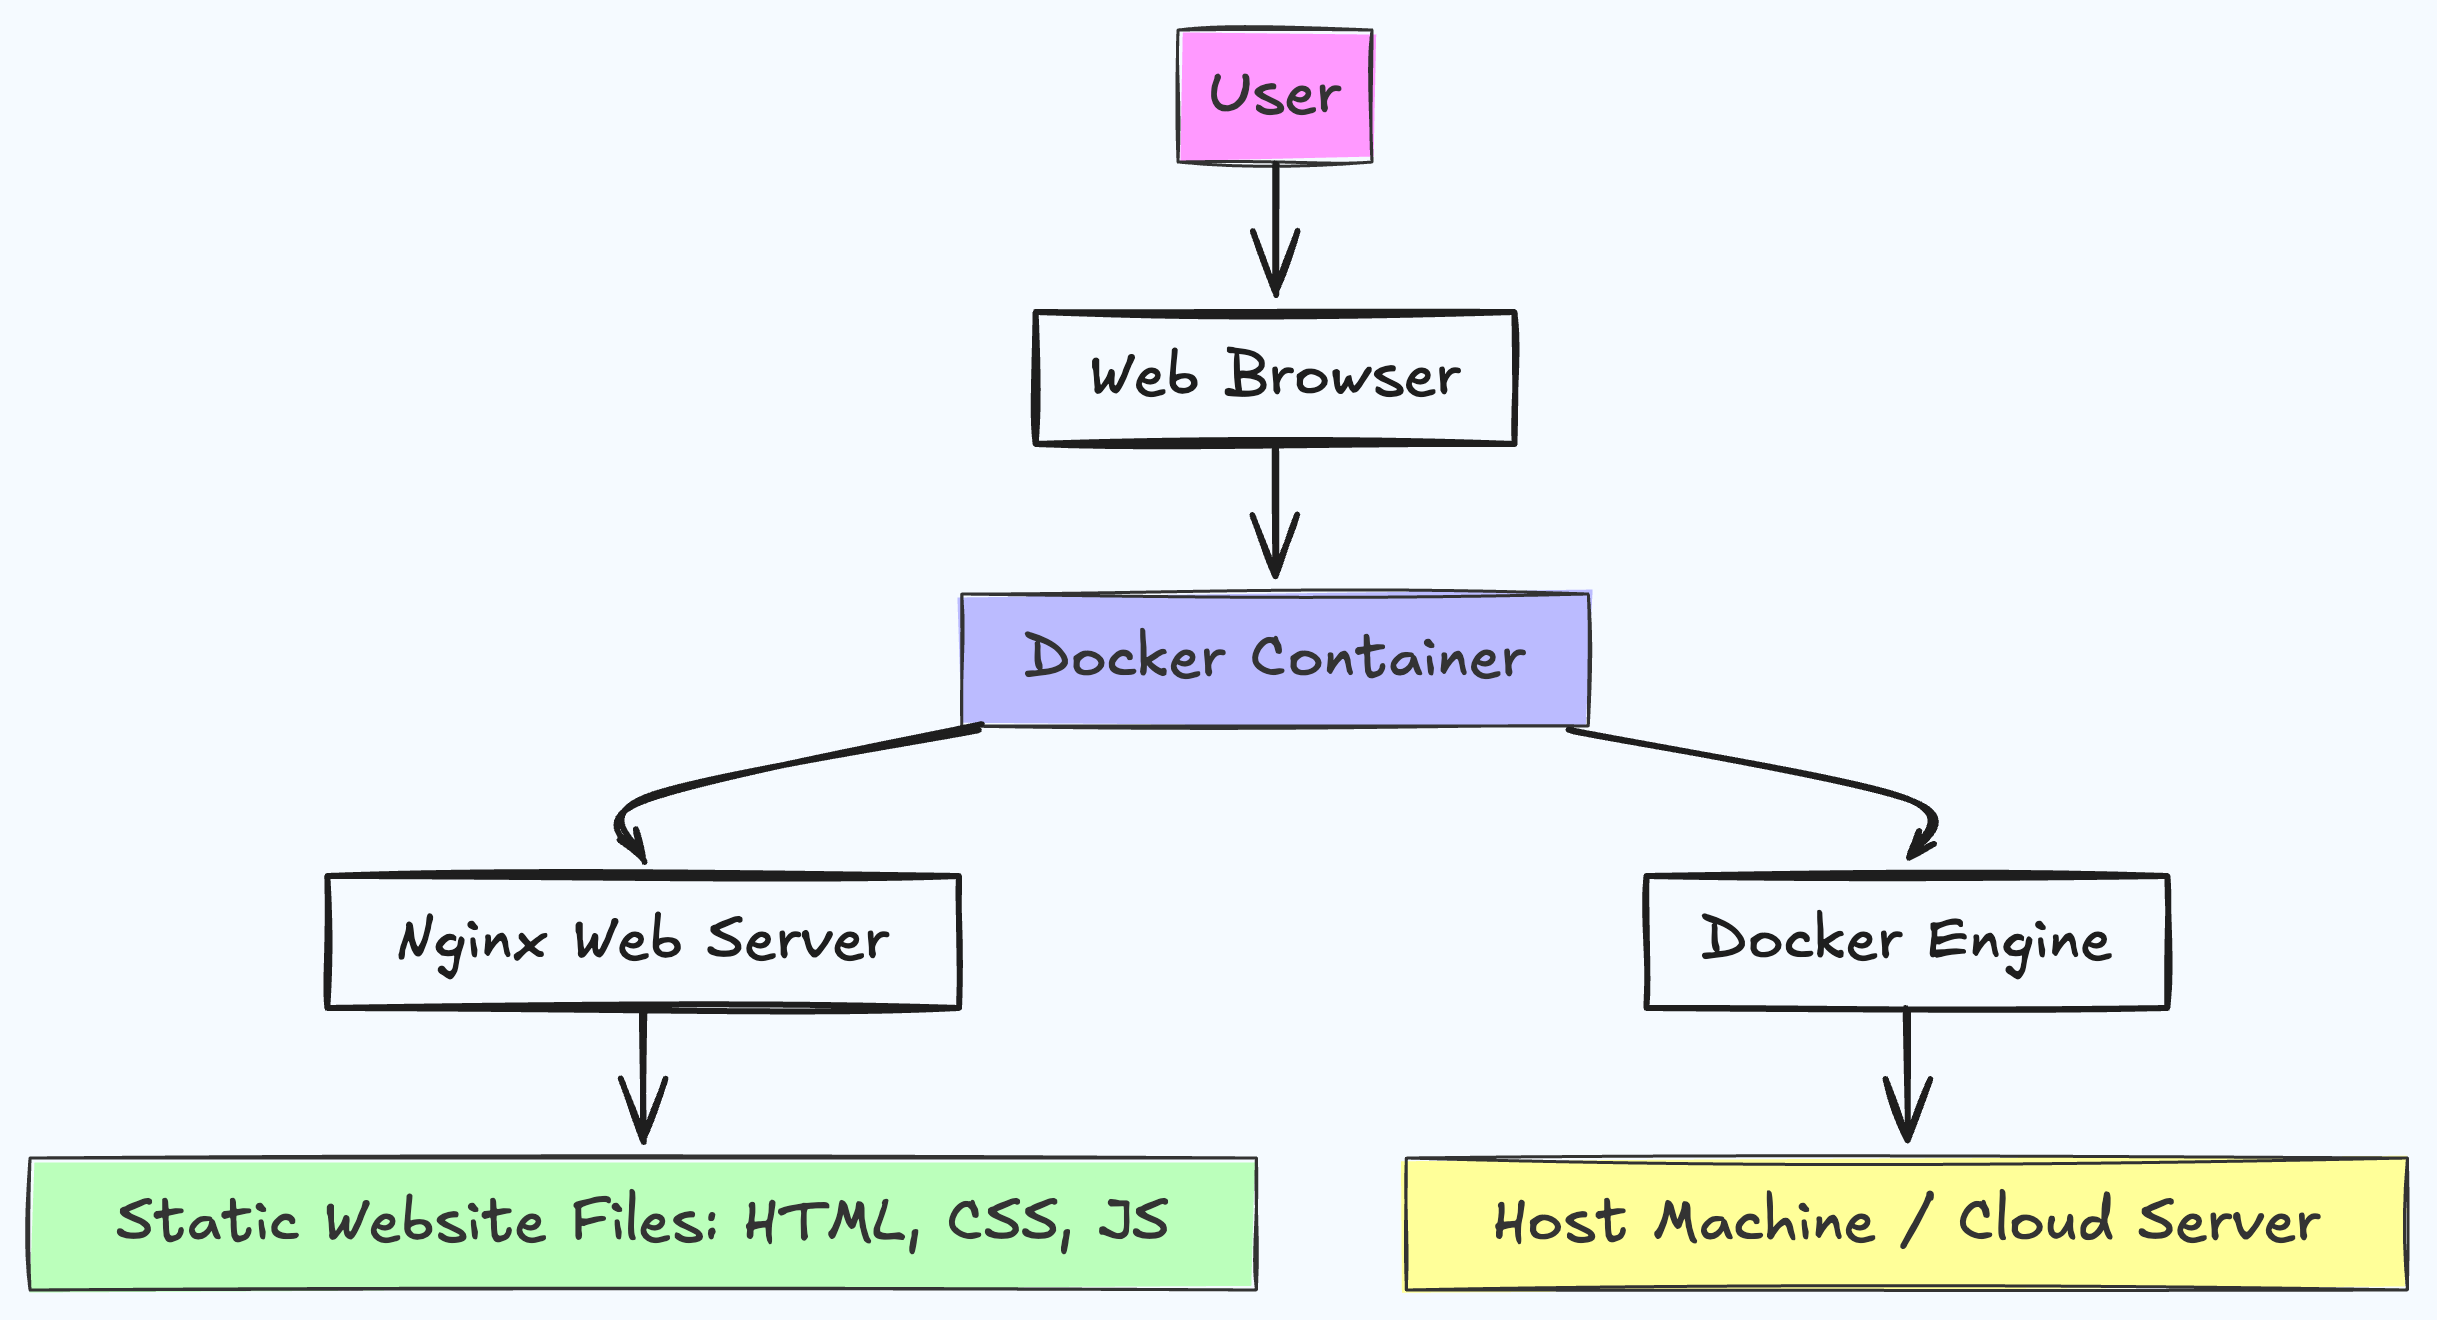 User
Web Browser
Docker Container
Nginx Web Server
Docker Engine
Static Website Files: HTML, CSS, JS
Host Machine / Cloud Server